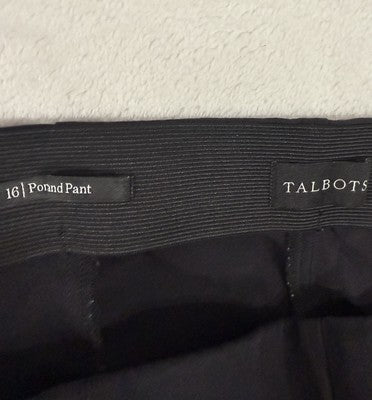 16 | Ponnd Pant
TALBOTS